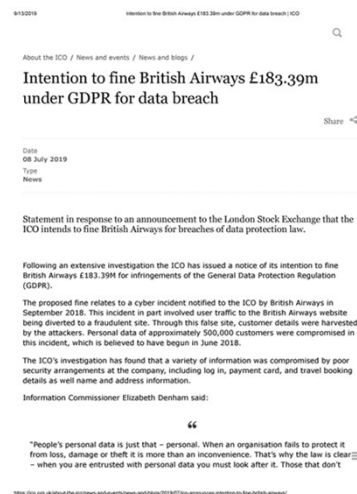 9/13/2019 Intention to fine British Airways £183.39m under GDPR for data breach | ICO
About the ICO / News and events / News and blogs /
Intention to fine British Airways £183.39m
under GDPR for data breach
Share
Date
08 July 2019
Type
News
Statement in response to an announcement to the London Stock Exchange that the
ICO intends to fine British Airways for breaches of data protection law.
Following an extensive investigation the ICO has issued a notice of its intention to fine
British Airways £183.39M for infringements of the General Data Protection Regulation
(GDPR).
The proposed fine relates to a cyber incident notified to the ICO by British Airways in
September 2018. This incident in part involved user traffic to the British Airways website
being diverted to a fraudulent site. Through this false site, customer details were harvested
by the attackers. Personal data of approximately 500,000 customers were compromised in
this incident, which is believed to have begun in June 2018.
The ICO's investigation has found that a variety of information was compromised by poor
security arrangements at the company, including log in, payment card, and travel booking
details as well name and address information.
Information Commissioner Elizabeth Denham said:
“
"People's personal data is just that – personal. When an organisation fails to protect it
from loss, damage or theft it is more than an inconvenience. That's why the law is clear
– when you are entrusted with personal data you must look after it. Those that don't